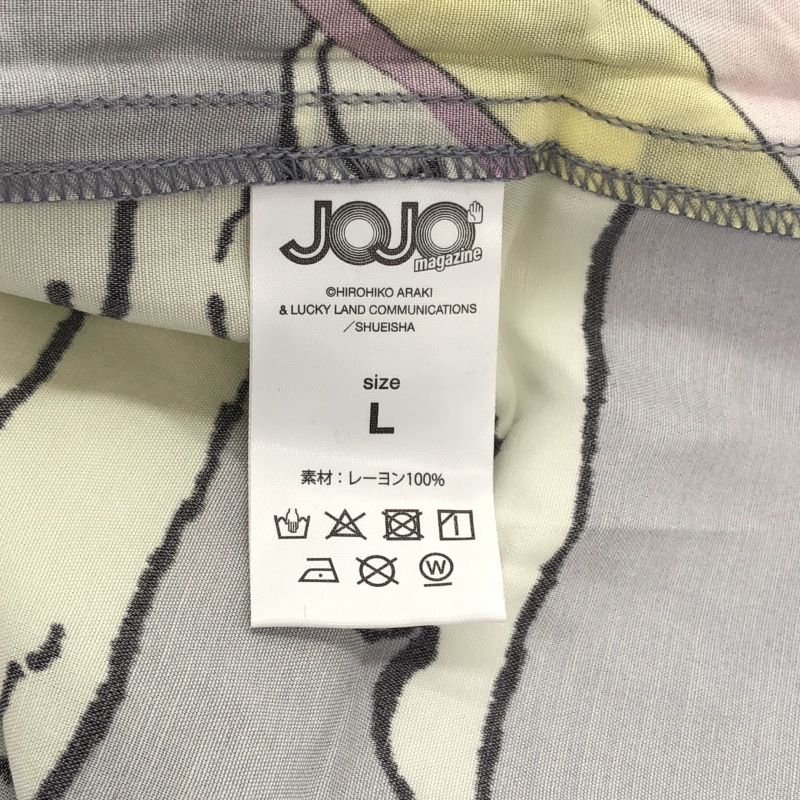 JOJO
magazine
©HIROHIKO ARAKI
& LUCKY LAND COMMUNICATIONS
/SHUEISHA
size
L
素材：レーヨン100%
W